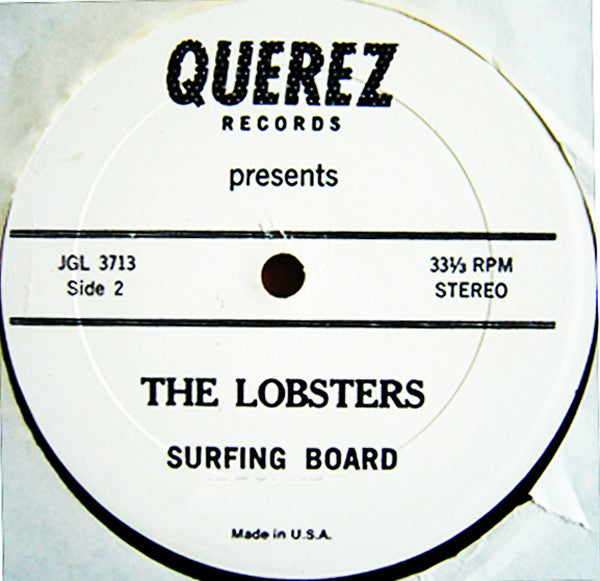 QUEREZ
RECORDS
presents
JGL 3713
Side 2
33⅓ RPM
STEREO
THE LOBSTERS
SURFING BOARD
Made in U.S.A.